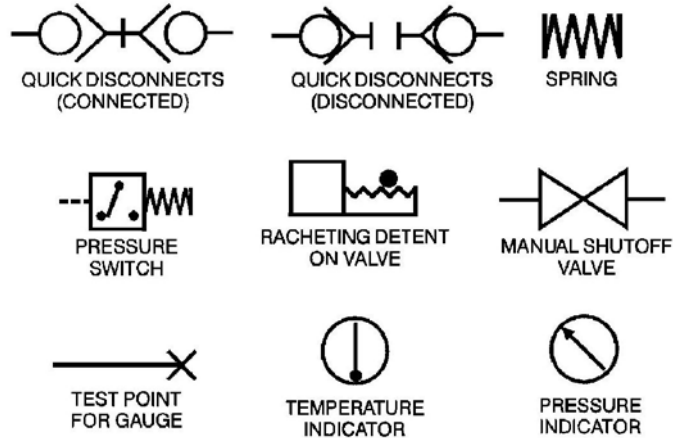 QUICK DISCONNECTS
(CONNECTED)
QUICK DISCONNECTS
(DISCONNECTED)
SPRING
PRESSURE
SWITCH
RACHETING DETENT
ON VALVE
MANUAL SHUTOFF
VALVE
TEST POINT
FOR GAUGE
TEMPERATURE
INDICATOR
PRESSURE
INDICATOR